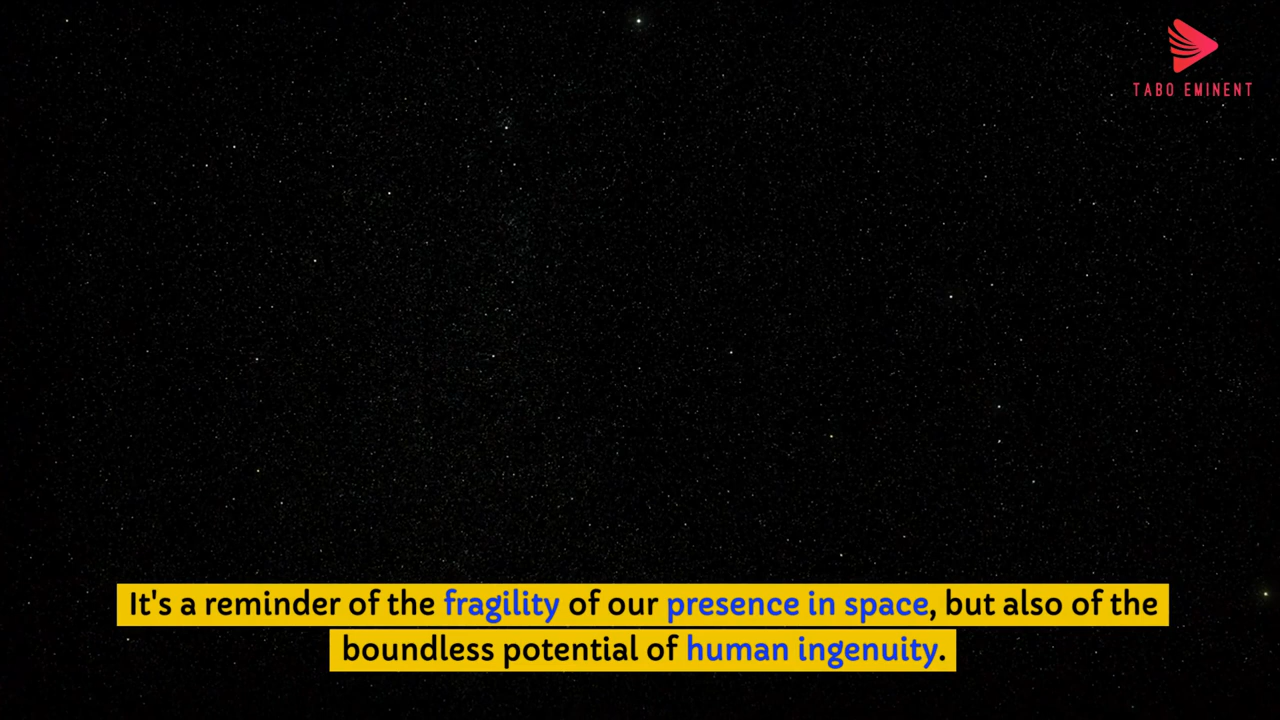 TABO EMINENT
It's a reminder of the fragility of our presence in space, but also of the
boundless potential of human ingenuity.